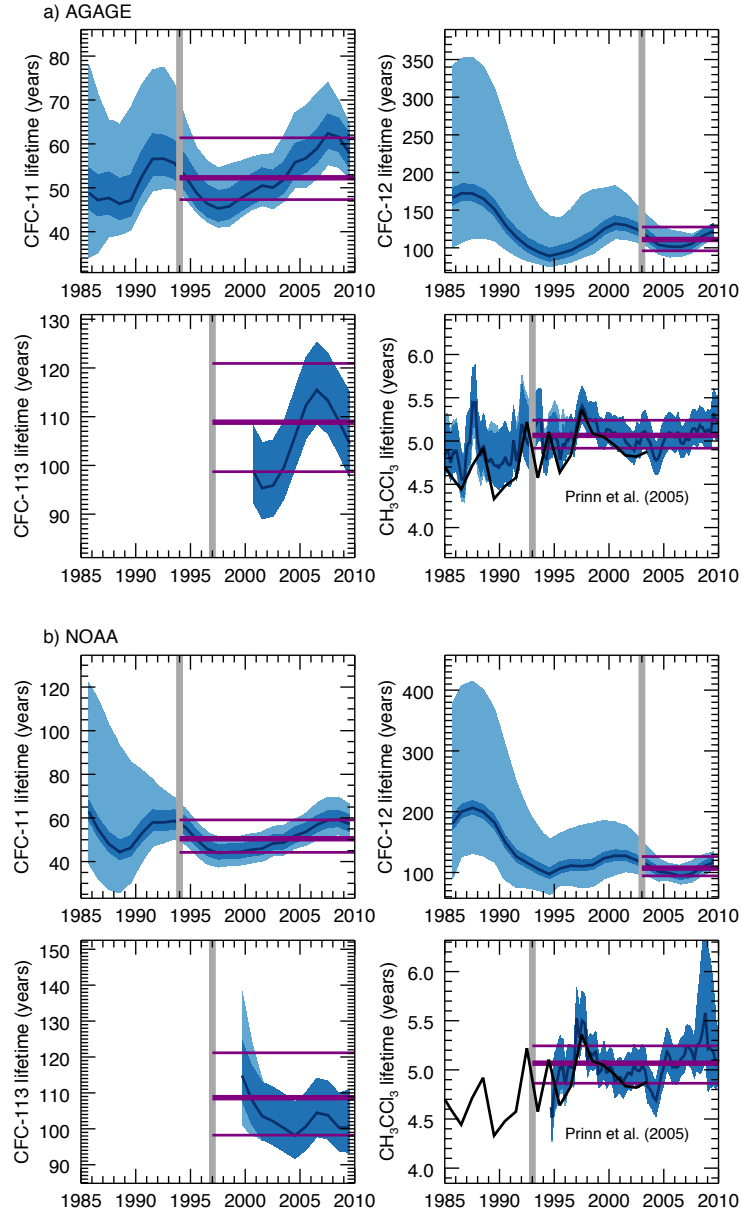 a) AGAGE
CFC-11 lifetime (years)
80
70
60
50
40
1985 1990 1995 2000 2005 2010
CFC-12 lifetime (years)
350
300
250
200
150
100
1985 1990 1995 2000 2005 2010
CFC-113 lifetime (years)
130
120
110
100
90
1985 1990 1995 2000 2005 2010
CH₃CCl₃ lifetime (years)
6.0
5.5
5.0
4.5
4.0
Prinn et al. (2005)
1985 1990 1995 2000 2005 2010
b) NOAA
CFC-11 lifetime (years)
120
100
80
60
40
1985 1990 1995 2000 2005 2010
CFC-12 lifetime (years)
400
300
200
100
1985 1990 1995 2000 2005 2010
CFC-113 lifetime (years)
150
140
130
120
110
100
90
1985 1990 1995 2000 2005 2010
CH₃CCl₃ lifetime (years)
6.0
5.5
5.0
4.5
4.0
Prinn et al. (2005)
1985 1990 1995 2000 2005 2010